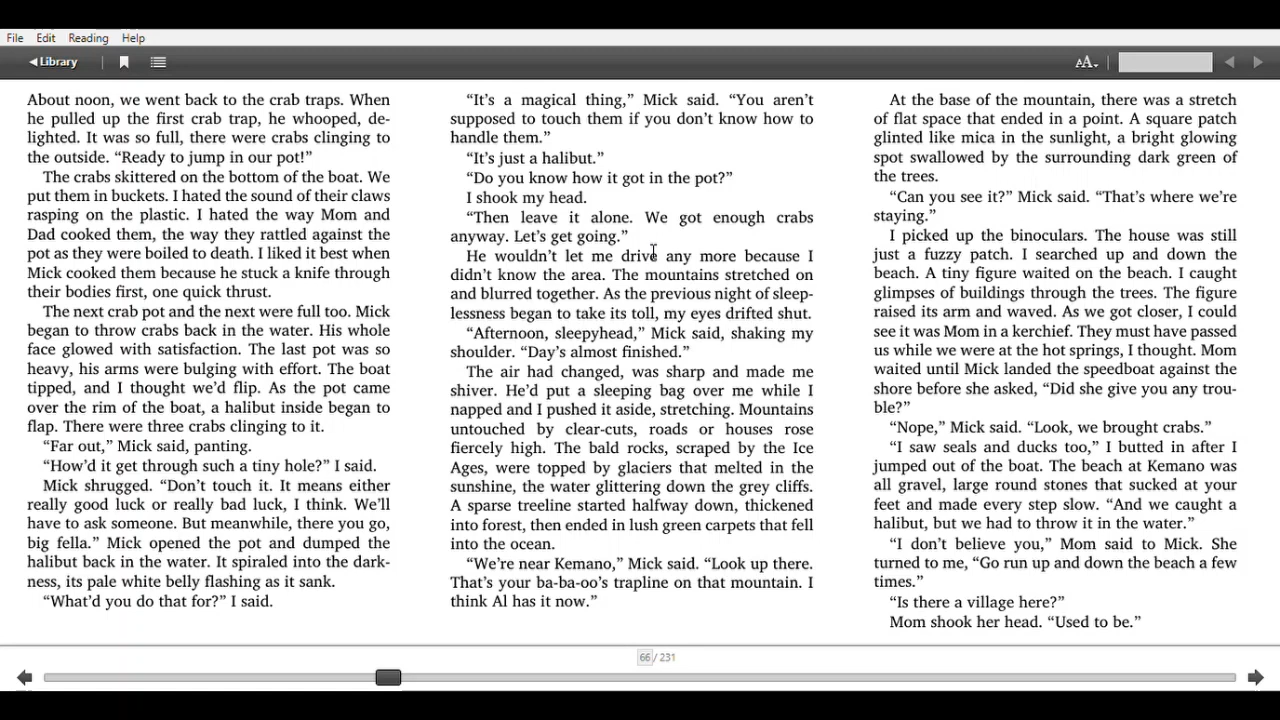 File Edit Reading Help
Library
AA
About noon, we went back to the crab traps. When
he pulled up the first crab trap, he whooped, de-
lighted. It was so full, there were crabs clinging to
the outside. “Ready to jump in our pot!”
The crabs skittered on the bottom of the boat. We
put them in buckets. I hated the sound of their claws
rasping on the plastic. I hated the way Mom and
Dad cooked them, the way they rattled against the
pot as they were boiled to death. I liked it best when
Mick cooked them because he stuck a knife through
their bodies first, one quick thrust.
The next crab pot and the next were full too. Mick
began to throw crabs back in the water. His whole
face glowed with satisfaction. The last pot was so
heavy, his arms were bulging with effort. The boat
tipped, and I thought we’d flip. As the pot came
over the rim of the boat, a halibut inside began to
flap. There were three crabs clinging to it.
“Far out,” Mick said, panting.
“How’d it get through such a tiny hole?” I said.
Mick shrugged. “Don’t touch it. It means either
really good luck or really bad luck, I think. We’ll
have to ask someone. But meanwhile, there you go,
big fella.” Mick opened the pot and dumped the
halibut back in the water. It spiraled into the dark-
ness, its pale white belly flashing as it sank.
“What’d you do that for?” I said.
“It’s a magical thing,” Mick said. “You aren’t
supposed to touch them if you don’t know how to
handle them.”
“It’s just a halibut.”
“Do you know how it got in the pot?”
I shook my head.
“Then leave it alone. We got enough crabs
anyway. Let’s get going.”
He wouldn’t let me drive any more because I
didn’t know the area. The mountains stretched on
and blurred together. As the previous night of sleep-
lessness began to take its toll, my eyes drifted shut.
“Afternoon, sleepyhead,” Mick said, shaking my
shoulder. “Day’s almost finished.”
The air had changed, was sharp and made me
shiver. He’d put a sleeping bag over me while I
napped and I pushed it aside, stretching. Mountains
untouched by clear-cuts, roads or houses rose
fiercely high. The bald rocks, scraped by the Ice
Ages, were topped by glaciers that melted in the
sunshine, the water glittering down the grey cliffs.
A sparse treeline started halfway down, thickened
into forest, then ended in lush green carpets that fell
into the ocean.
“We’re near Kemano,” Mick said. “Look up there.
That’s your ba-ba-oo’s trapline on that mountain. I
think Al has it now.”
At the base of the mountain, there was a stretch
of flat space that ended in a point. A square patch
glinted like mica in the sunlight, a bright glowing
spot swallowed by the surrounding dark green of
the trees.
“Can you see it?” Mick said. “That’s where we’re
staying.”
I picked up the binoculars. The house was still
just a fuzzy patch. I searched up and down the
beach. A tiny figure waited on the beach. I caught
glimpses of buildings through the trees. The figure
raised its arm and waved. As we got closer, I could
see it was Mom in a kerchief. They must have passed
us while we were at the hot springs, I thought. Mom
waited until Mick landed the speedboat against the
shore before she asked, “Did she give you any trou-
ble?”
“Nope,” Mick said. “Look, we brought crabs.”
“I saw seals and ducks too,” I butted in after I
jumped out of the boat. The beach at Kemano was
all gravel, large round stones that sucked at your
feet and made every step slow. “And we caught a
halibut, but we had to throw it in the water.”
“I don’t believe you,” Mom said to Mick. She
turned to me, “Go run up and down the beach a few
times.”
“Is there a village here?”
Mom shook her head. “Used to be.”
66 / 231